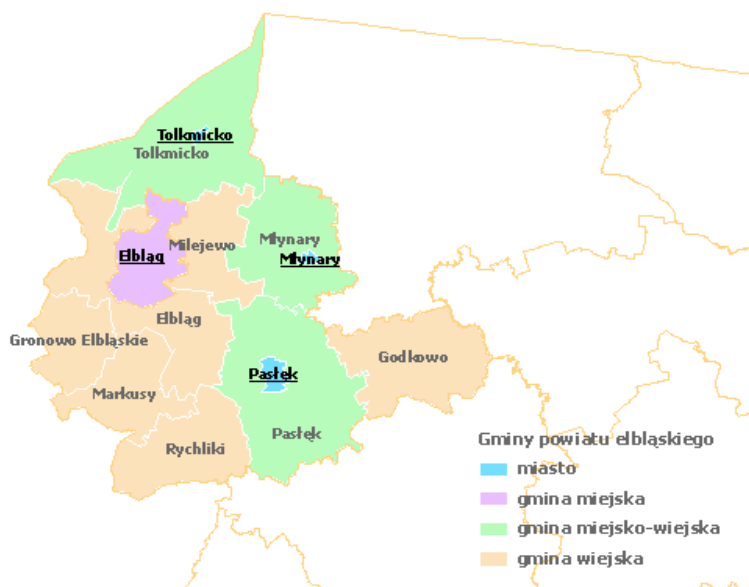 Tolkmicko
Tolkmicko
Elbląg
Milejewo
Młynary
Młynary
Elbląg
Gronowo Elbląskie
Markusy
Pasłęk
Godkowo
Rychliki
Pasłęk
Gminy powiatu elbląskiego
miasto
gmina miejska
gmina miejsko-wiejska
gmina wiejska